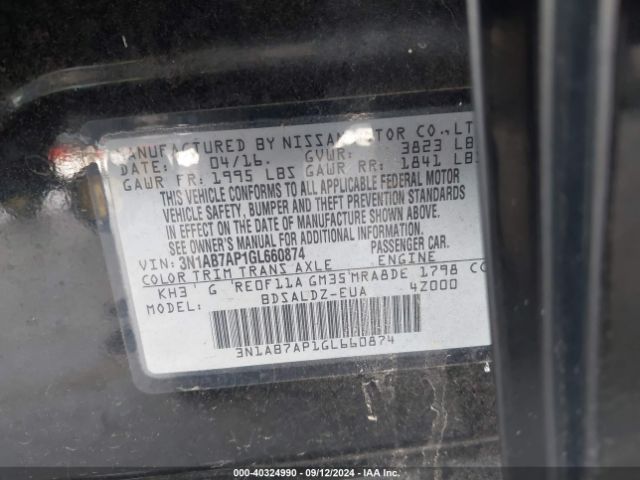 MANUFACTURED BY NISSAN MOTOR CO., LT
DATE: 04/16. GVWR: 3823 LB
GAWR FR: 1995 LBS GAWR RR: 1841 LBS
THIS VEHICLE CONFORMS TO ALL APPLICABLE FEDERAL MOTOR
VEHICLE SAFETY, BUMPER AND THEFT PREVENTION STANDARDS
IN EFFECT ON THE DATE OF MANUFACTURE SHOWN ABOVE.
SEE OWNER'S MANUAL FOR ADDITIONAL INFORMATION.
VIN: 3N1AB7AP1GL660874 PASSENGER CAR.
COLOR TRIM TRANS AXLE ENGINE
KH3 G RE0F11A GM35 MRA8DE 1798 CC
MODEL: BDSALDZ-EUA 4Z000
3N1AB7AP1GL660874
000-40324990 - 09/12/2024 - IAA Inc.